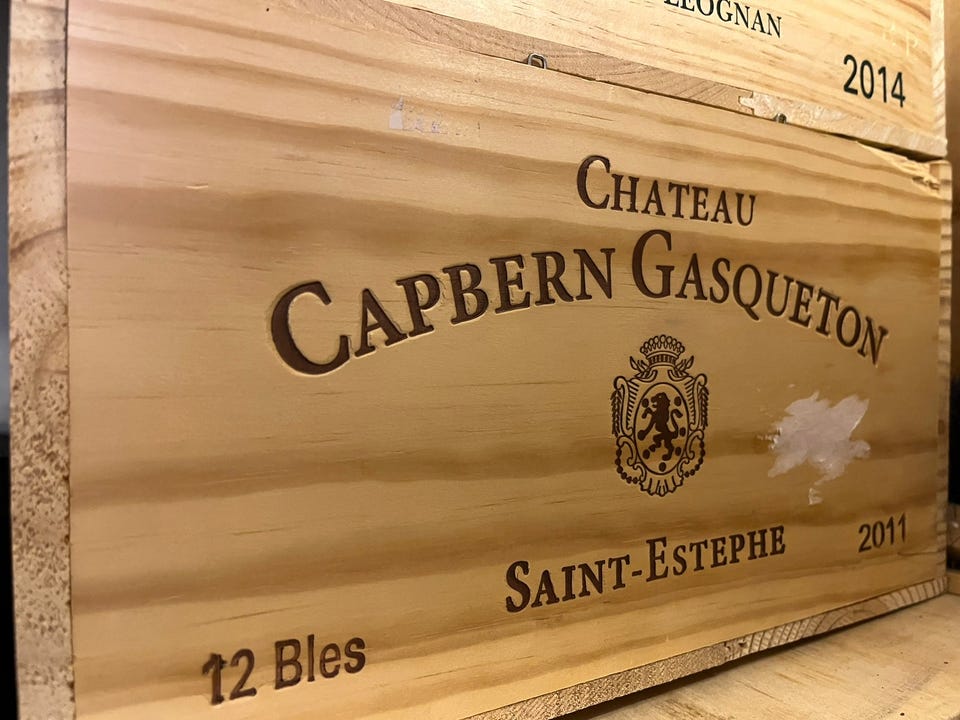 LEOGNAN
2014
CHATEAU
CAPBERN GASQUETON
SAINT-ESTEPHE
2011
12 Bles